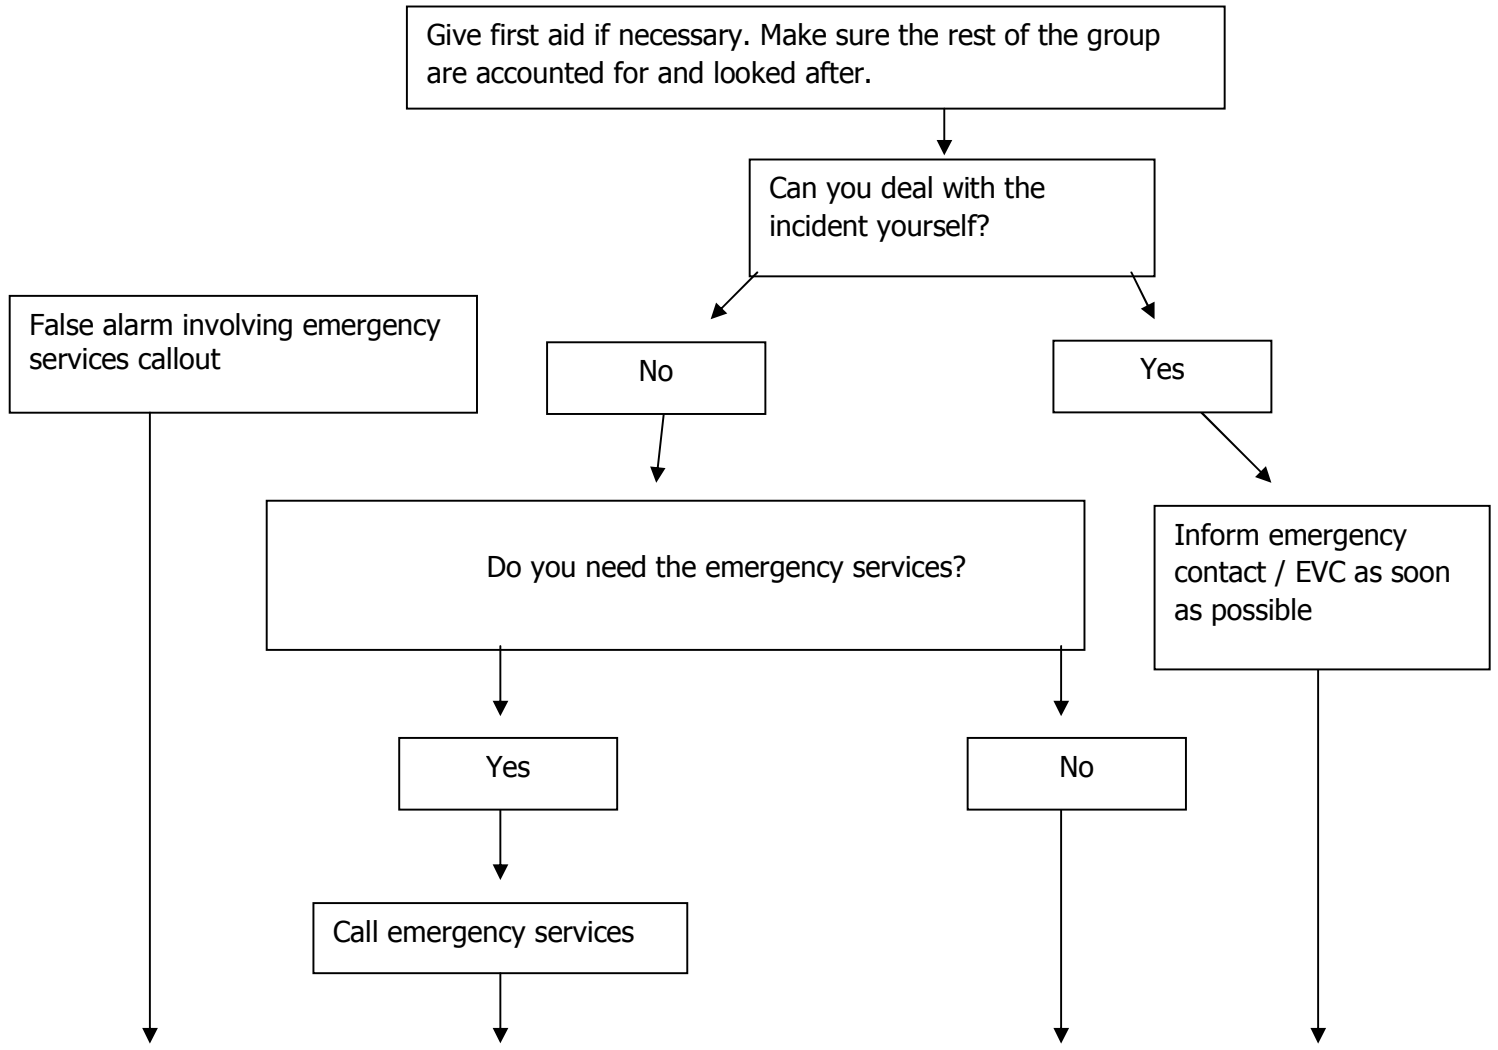 Give first aid if necessary. Make sure the rest of the group
are accounted for and looked after.
Can you deal with the
incident yourself?
False alarm involving emergency
services callout
No
Yes
Do you need the emergency services?
Inform emergency
contact / EVC as soon
as possible
Yes
No
Call emergency services